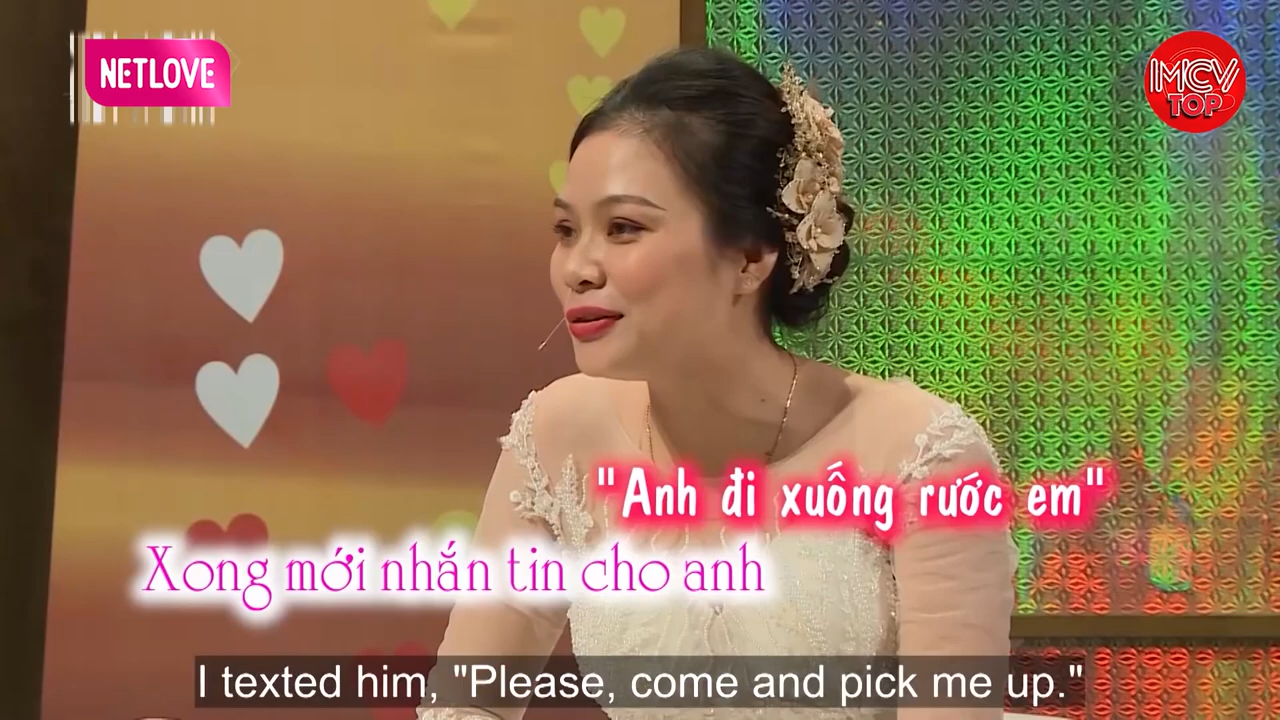 NETLOVE
MCV
TOP
"Anh đi xuống rước em"
Xong mới nhắn tin cho anh
I texted him, "Please, come and pick me up."